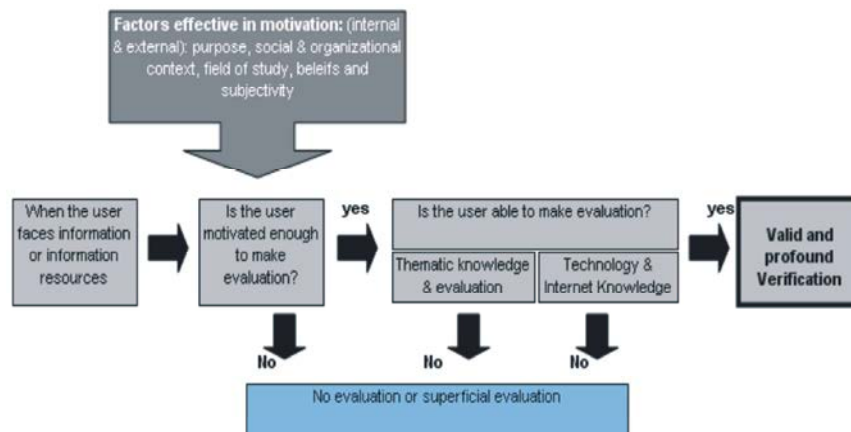 Factors effective in motivation: (internal
& external): purpose, social & organizational
context, field of study, beleifs and
subjectivity
When the user
faces information
or information
resources
Is the user
motivated enough
to make
evaluation?
yes
Is the user able to make evaluation?
Thematic knowledge
& evaluation
Technology &
Internet Knowledge
yes
Valid and
profound
Verification
No
No
No
No evaluation or superficial evaluation